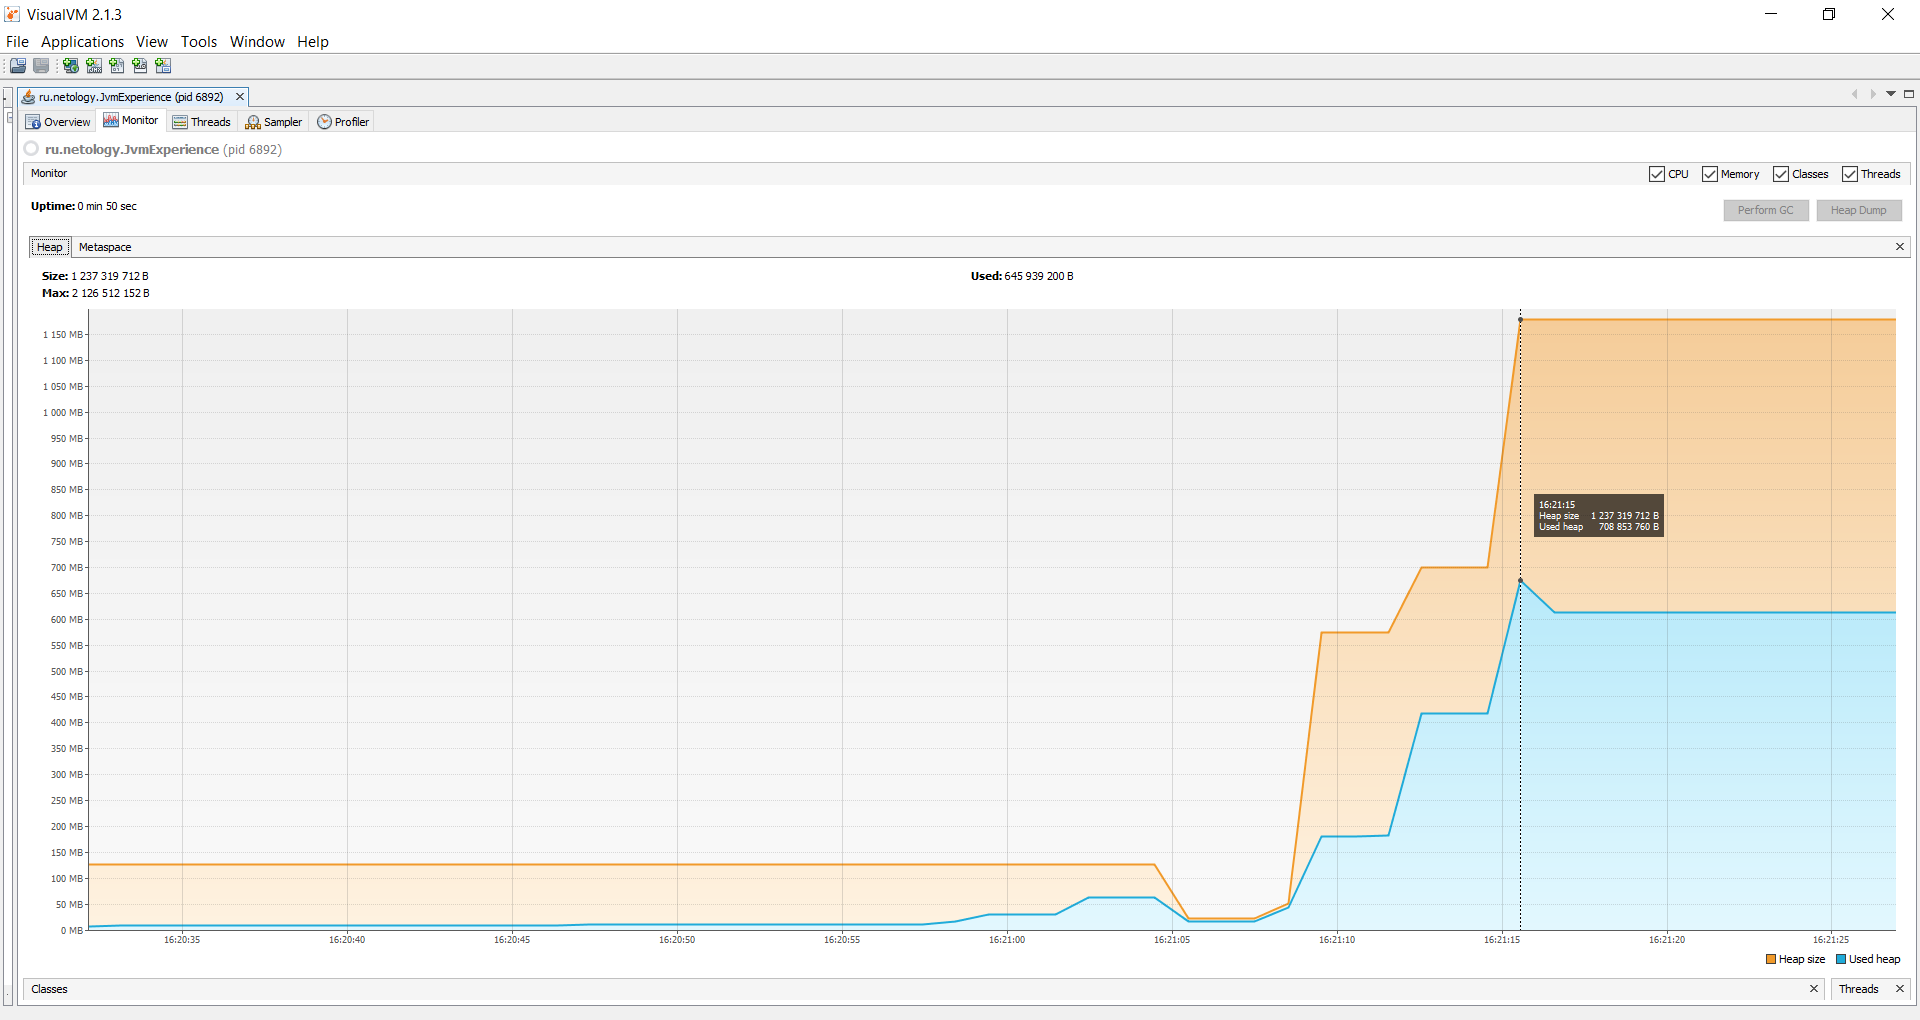 VisualVM 2.1.3
File Applications View Tools Window Help
ru.netology.JvmExperience (pid 6892)
Overview Monitor Threads Sampler Profiler
ru.netology.JvmExperience (pid 6892)
Monitor CPU Memory Classes Threads
Uptime: 0 min 50 sec
Perform GC Heap Dump
Heap Metaspace
Size: 1 237 319 712 B Used: 645 939 200 B
Max: 2 126 512 152 B
1 150 MB
1 100 MB
1 050 MB
1 000 MB
950 MB
900 MB
850 MB
800 MB
750 MB
700 MB
650 MB
600 MB
550 MB
500 MB
450 MB
400 MB
350 MB
300 MB
250 MB
200 MB
150 MB
100 MB
50 MB
0 MB
16:21:15
Heap size 1 237 319 712 B
Used heap 708 853 760 B
16:20:35 16:20:40 16:20:45 16:20:50 16:20:55 16:21:00 16:21:05 16:21:10 16:21:15 16:21:20 16:21:25
Heap size Used heap
Classes Threads